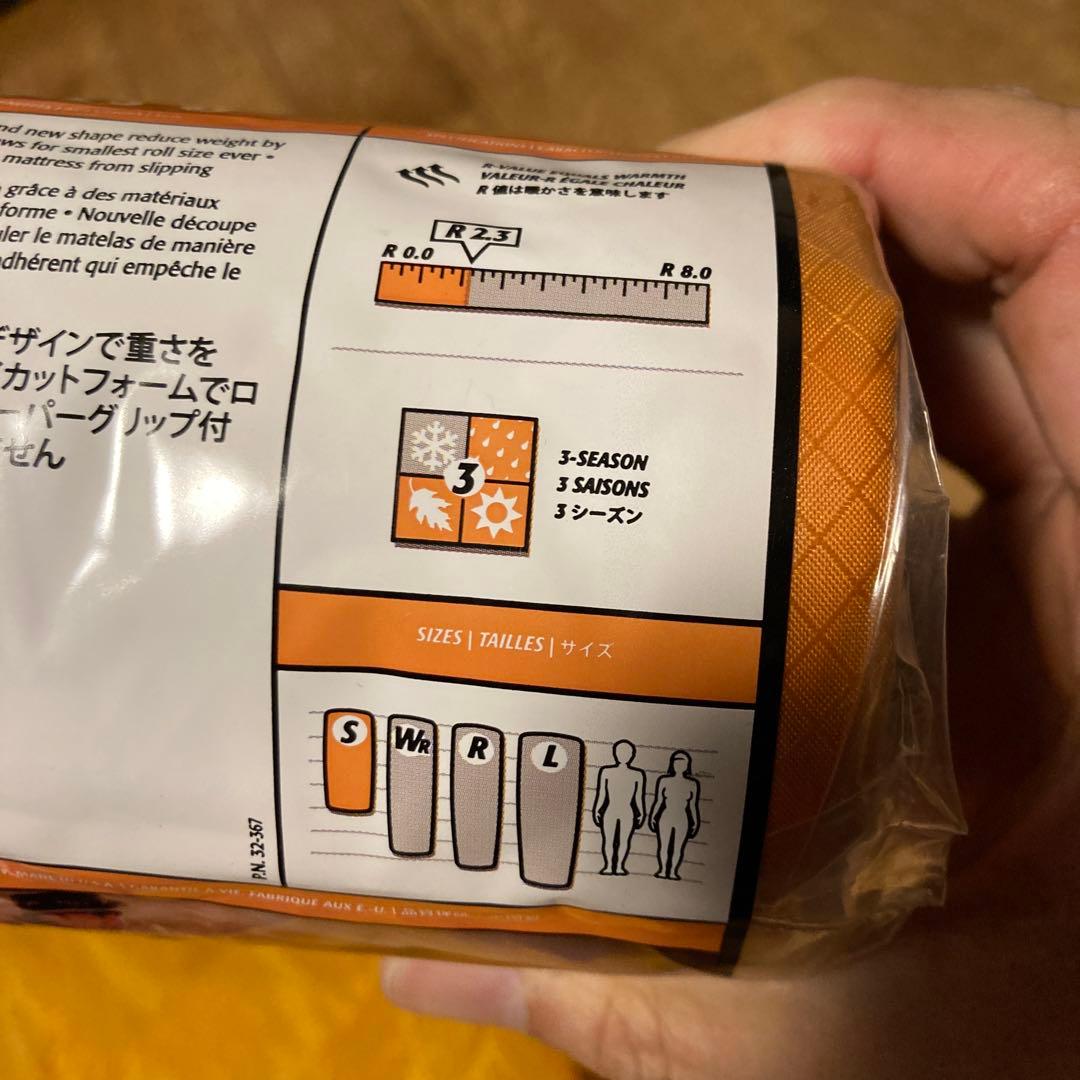 nd new shape reduce weight by
ws for smallest roll size ever •
mattress from slipping
grâce à des matériaux
forme • Nouvelle découpe
ler le matelas de manière
dhérent qui empêche le
デザインで重さを
イカットフォームでロ
ーパーグリップ付
せん
P.N. 32-367
R-VALUE EQUALS WARMTH
VALEUR-R ÉGALE CHALEUR
R 値は暖かさを意味します
R 2.3
R 0.0
R 8.0
3
3-SEASON
3 SAISONS
3 シーズン
SIZES | TAILLES | サイズ
S
WR
R
L
GARANTIE À VIE. FABRIQUÉ AUX É.-U. |